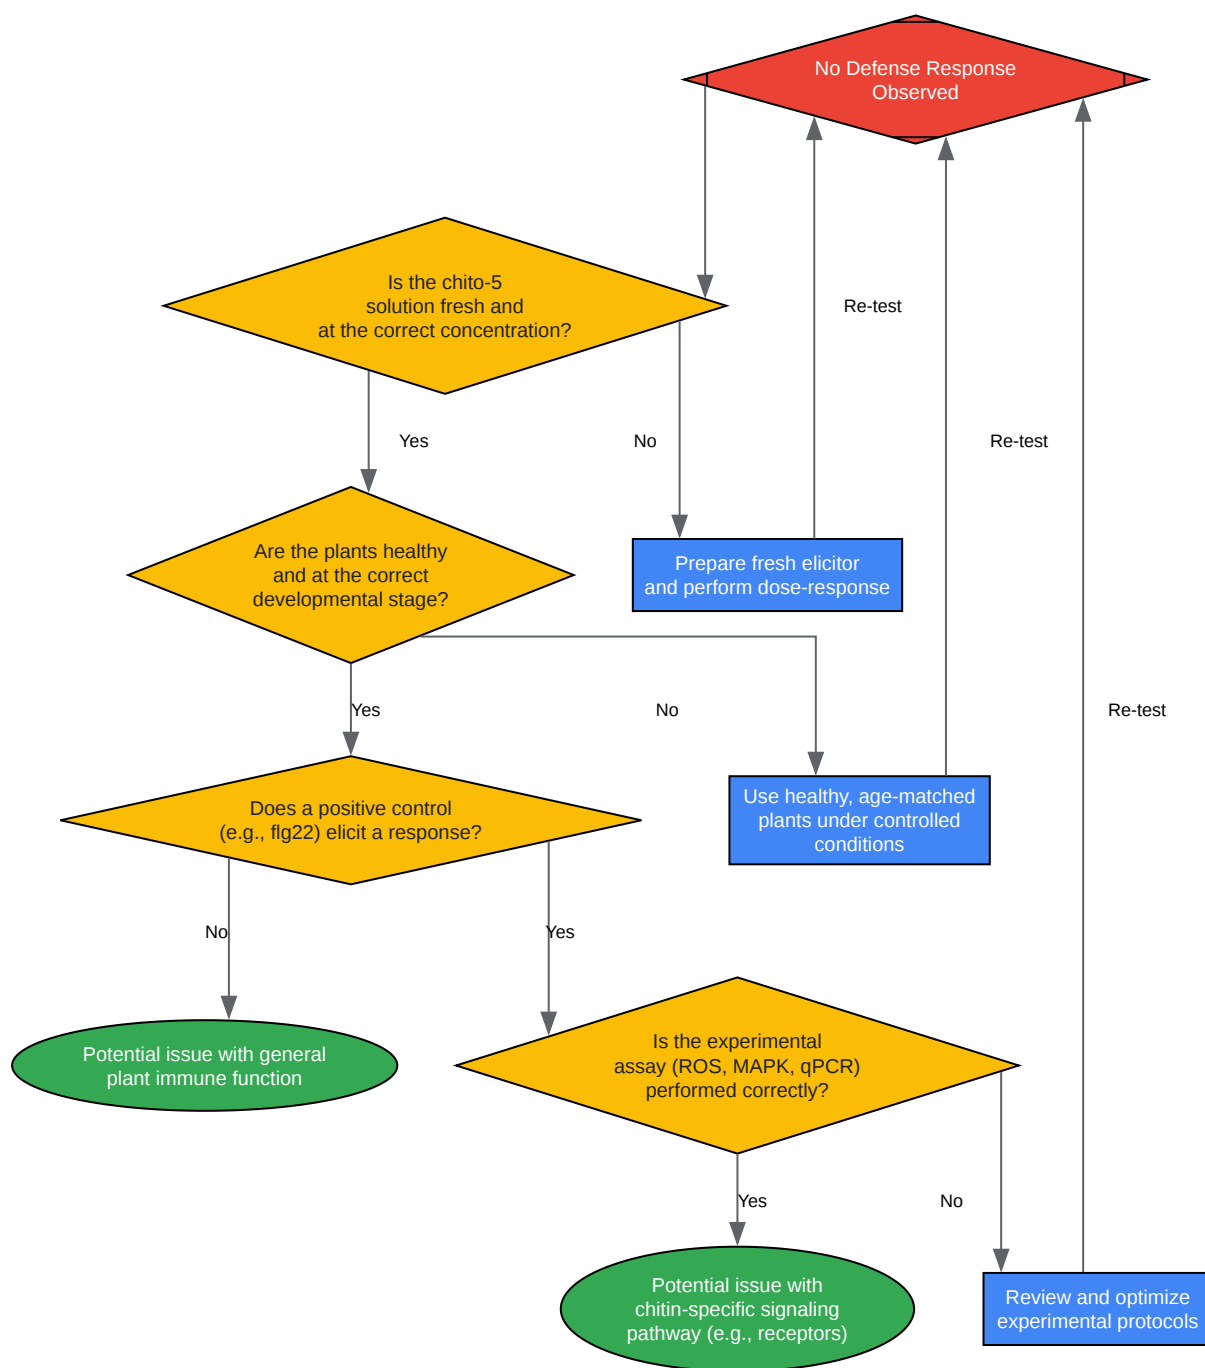 No Defense Response
Observed
Is the chito-5
solution fresh and
at the correct concentration?
Re-test
Yes
No
Re-test
Are the plants healthy
and at the correct
developmental stage?
Prepare fresh elicitor
and perform dose-response
Yes
No
Re-test
Does a positive control
(e.g., flg22) elicit a response?
Use healthy, age-matched
plants under controlled
conditions
No
Yes
Potential issue with general
plant immune function
Is the experimental
assay (ROS, MAPK, qPCR)
performed correctly?
Yes
No
Potential issue with
chitin-specific signaling
pathway (e.g., receptors)
Review and optimize
experimental protocols